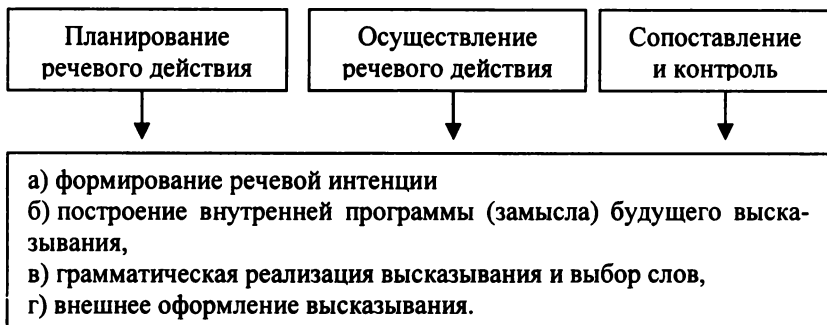 Планирование
речевого действия
Осуществление
речевого действия
Сопоставление
и контроль
а) формирование речевой интенции
б) построение внутренней программы (замысла) будущего выска-
зывания,
в) грамматическая реализация высказывания и выбор слов,
г) внешнее оформление высказывания.